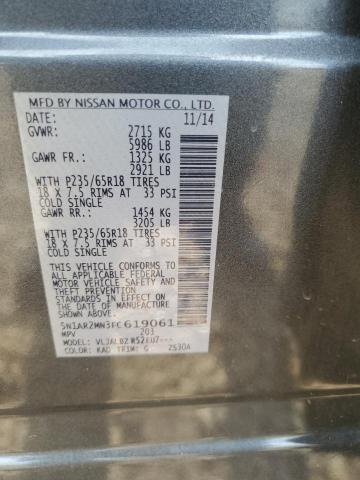 MFD BY NISSAN MOTOR CO., LTD.
DATE: 11/14
GVWR: 2715 KG
5986 LB
GAWR FR.: 1325 KG
2921 LB
WITH P235/65R18 TIRES
18 X 7.5 RIMS AT 33 PSI
COLD SINGLE
GAWR RR.: 1454 KG
3205 LB
WITH P235/65R18 TIRES
18 X 7.5 RIMS AT 33 PSI
COLD SINGLE
THIS VEHICLE CONFORMS TO ALL
APPLICABLE FEDERAL MOTOR
VEHICLE SAFETY AND THEFT
PREVENTION STANDARDS IN
EFFECT ON THE DATE OF
MANUFACTURE SHOWN ABOVE.
5N1AR2MN3FC619061
MPV 203
MODEL:
COLOR: KAD TRIM: G 2S30A